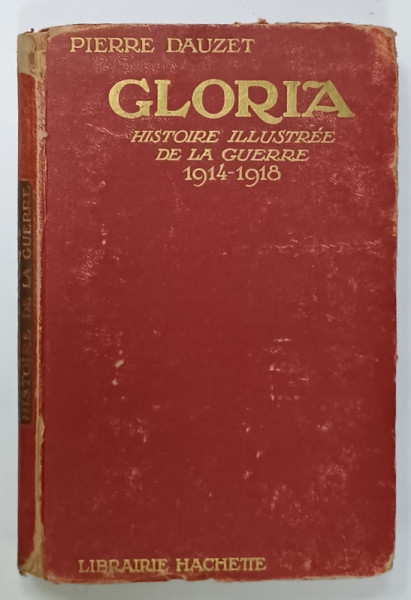 PIERRE DAUZET
GLORIA
HISTOIRE ILLUSTRÉE
DE LA GUERRE
1914-1918
LIBRAIRIE HACHETTE
HISTOIRE DE LA GUERRE